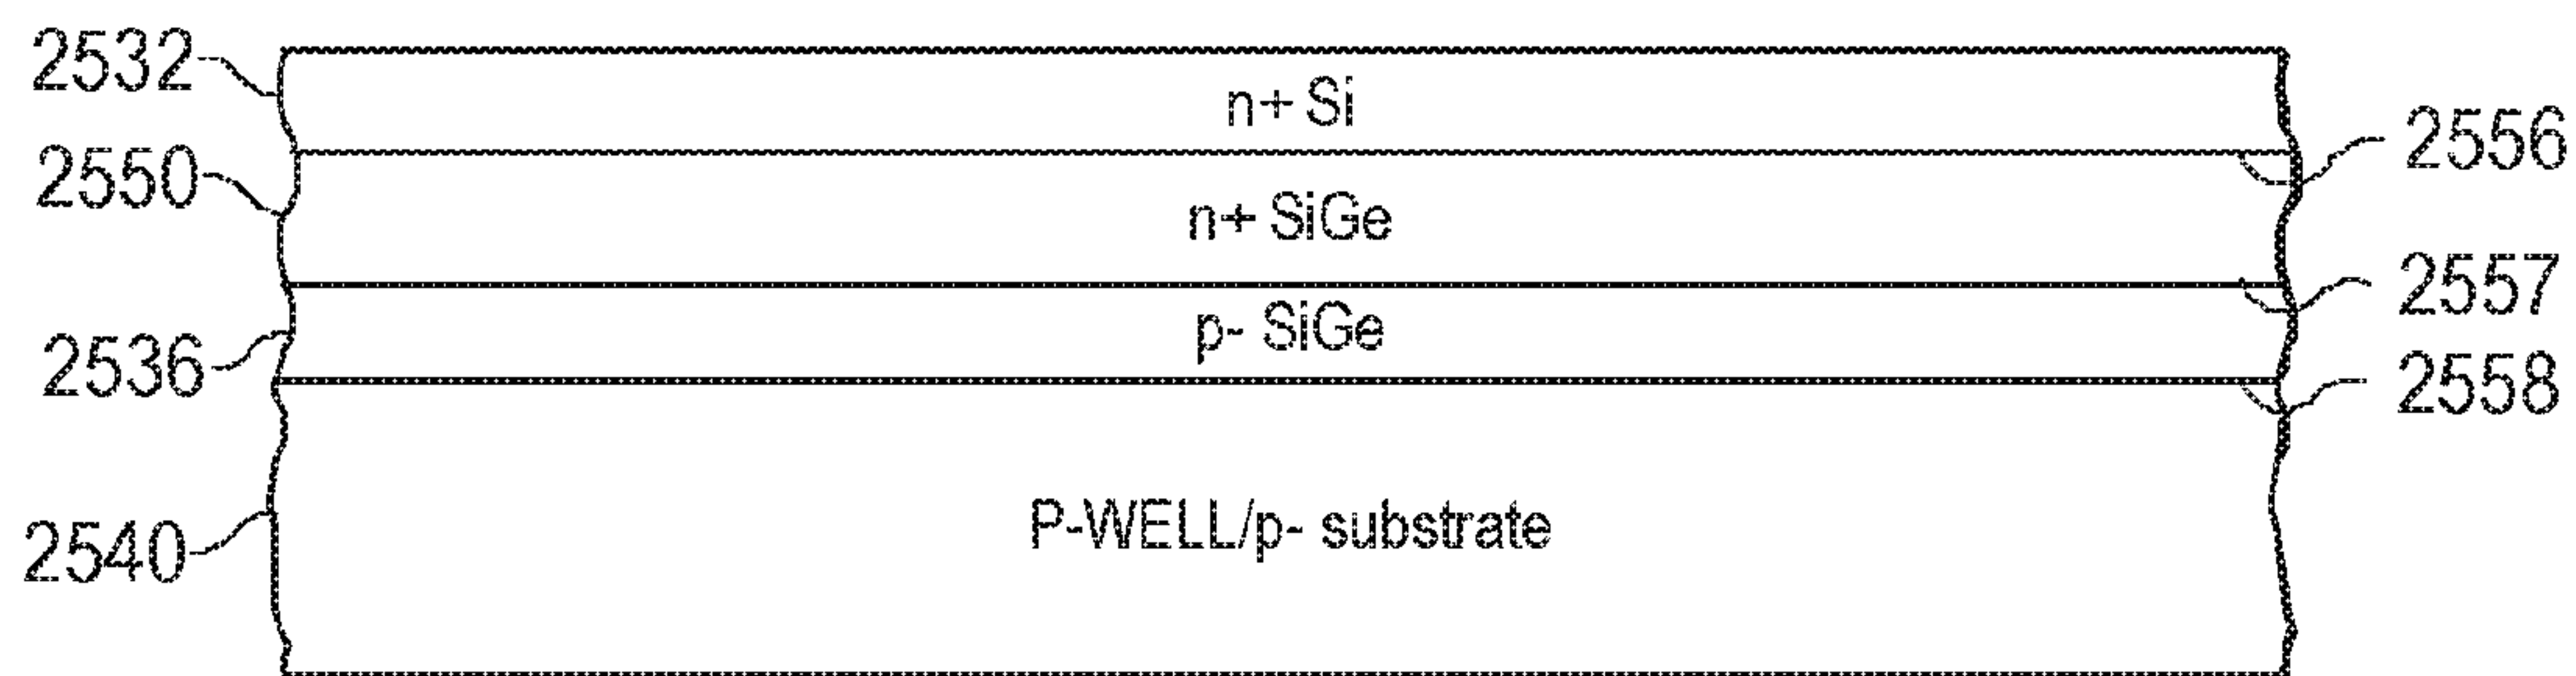 2532
n+ Si
2556
2550
n+ SiGe
2557
p- SiGe
2536
2558
P-WELL/p- substrate
2540